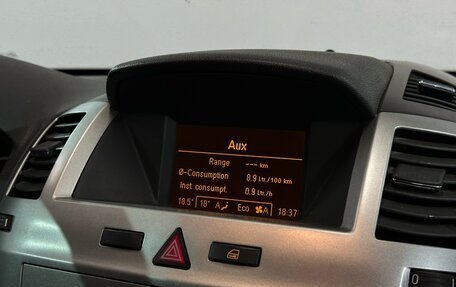 Aux
Range --- km
Ø-Consumption 8.9 Ltr./100 km
Inst. consumpt. 0.9 Ltr./h
18.5° 18° A Eco A 18:37